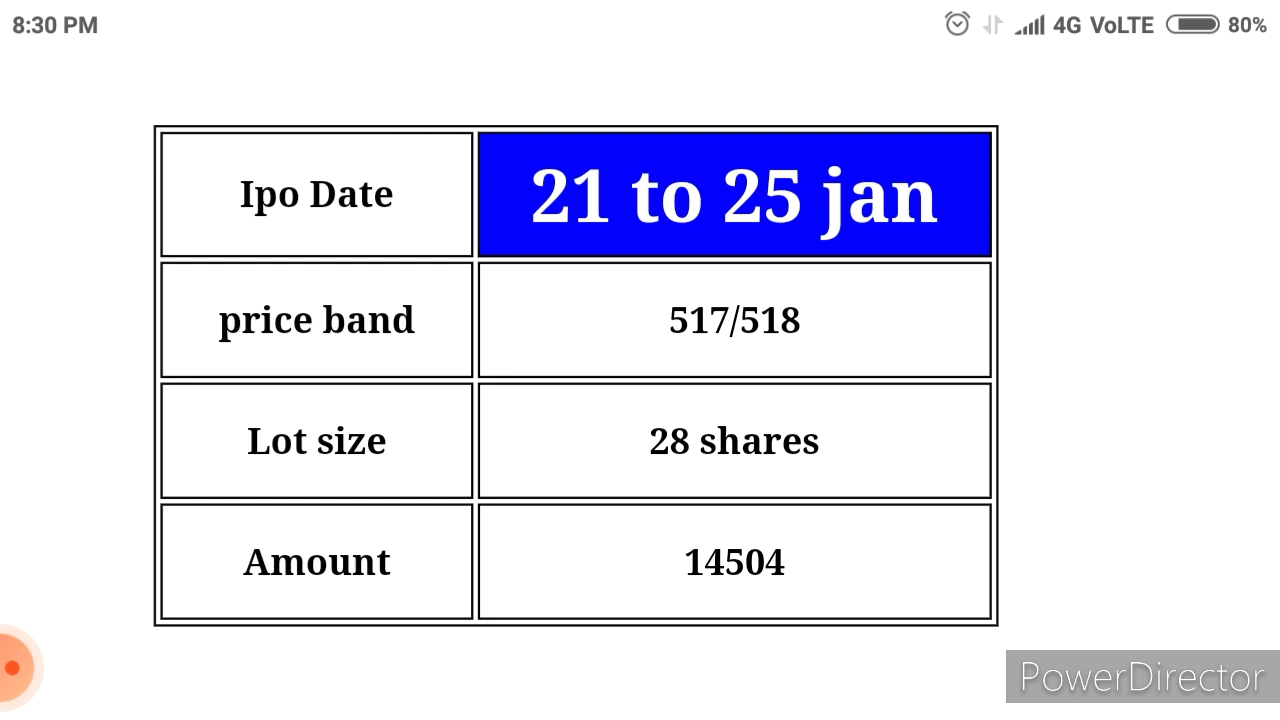 8:30 PM 4G VoLTE 80%
Ipo Date 21 to 25 jan
price band 517/518
Lot size 28 shares
Amount 14504
PowerDirector